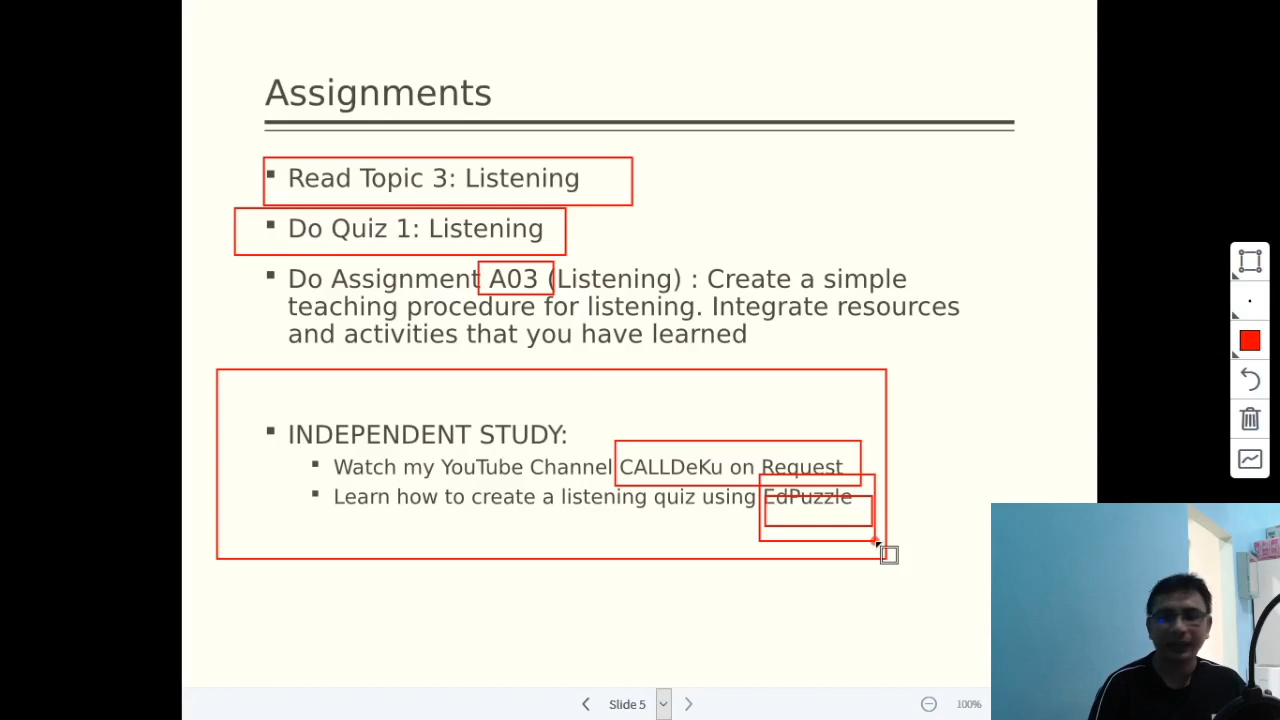 Assignments
Read Topic 3: Listening
Do Quiz 1: Listening
Do Assignment A03 (Listening) : Create a simple
teaching procedure for listening. Integrate resources
and activities that you have learned
INDEPENDENT STUDY:
Watch my YouTube Channel CALLDeKu on Request
Learn how to create a listening quiz using EdPuzzle
Slide 5
100%